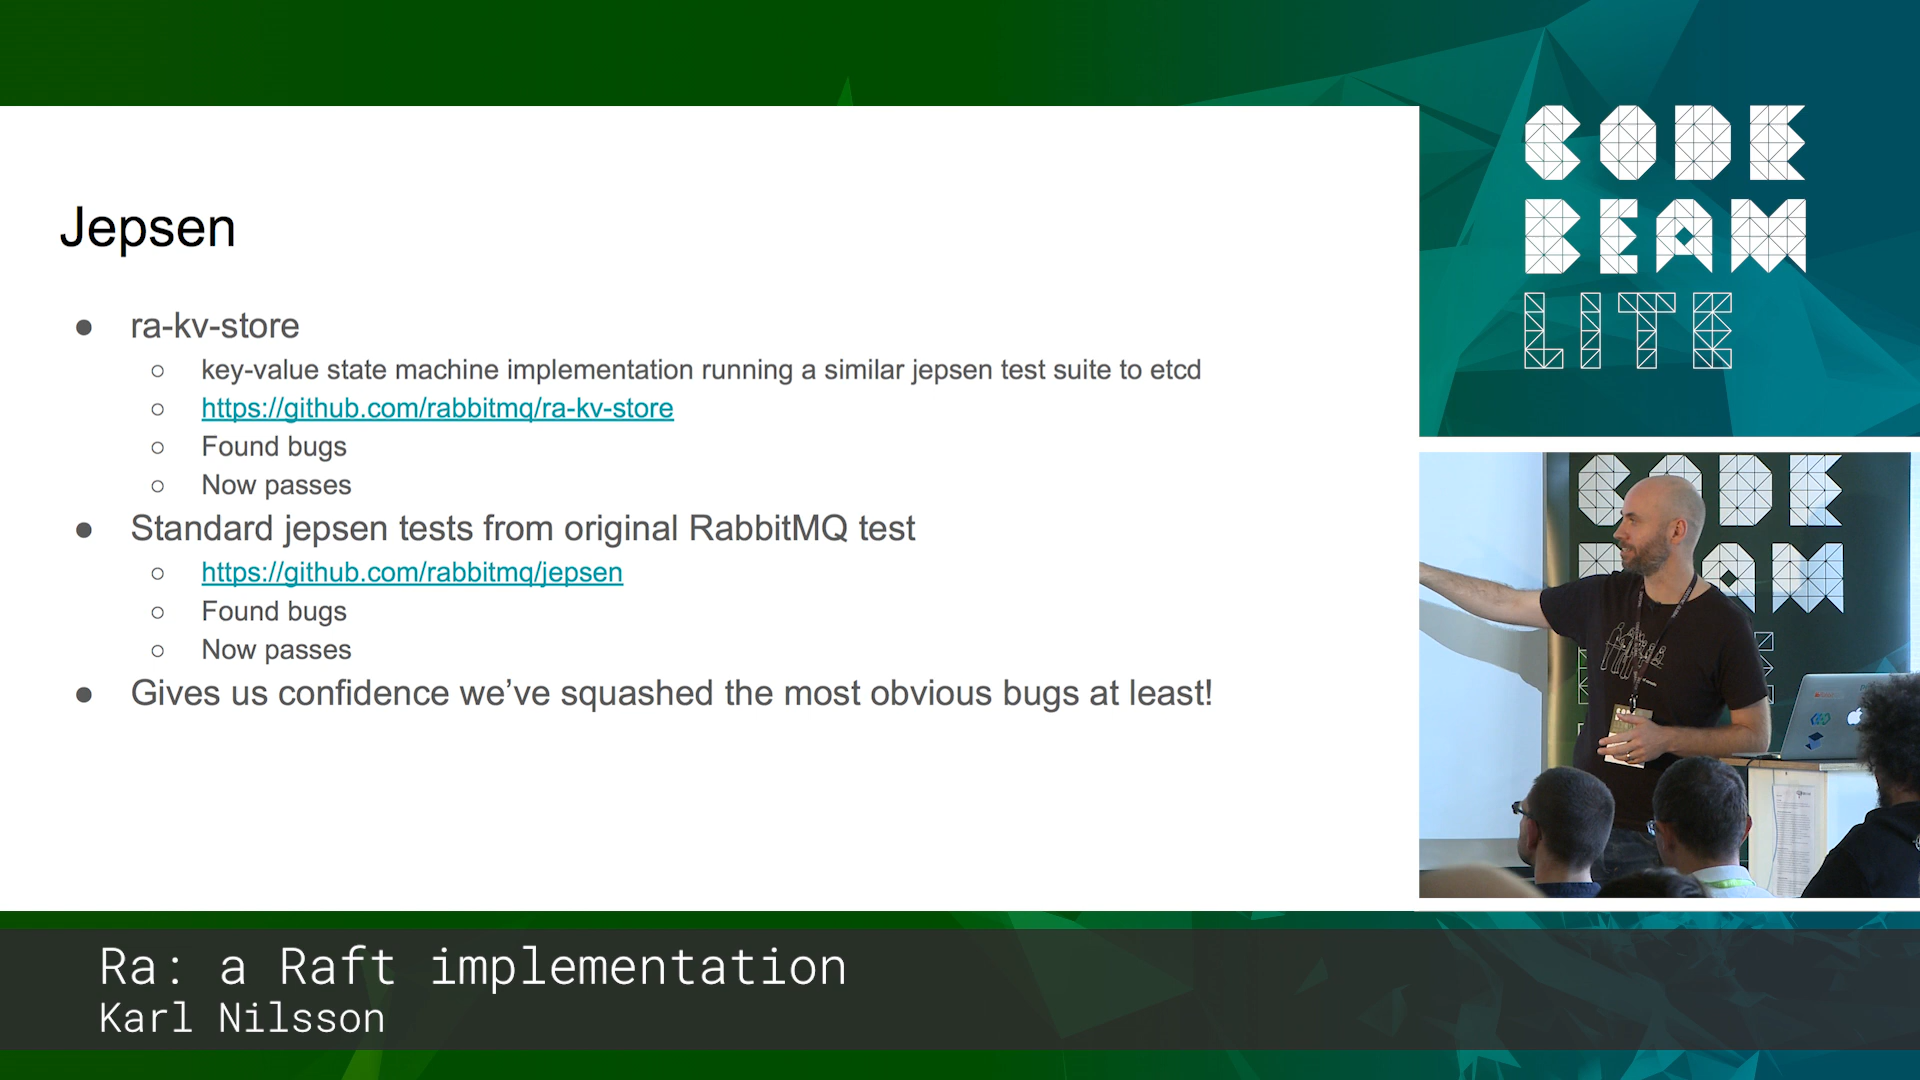 CODE
BEAM
LITE
Jepsen
● ra-kv-store
○ key-value state machine implementation running a similar jepsen test suite to etcd
○ https://github.com/rabbitmq/ra-kv-store
○ Found bugs
○ Now passes
● Standard jepsen tests from original RabbitMQ test
○ https://github.com/rabbitmq/jepsen
○ Found bugs
○ Now passes
● Gives us confidence we’ve squashed the most obvious bugs at least!
CODE
BEAM
Ra: a Raft implementation
Karl Nilsson